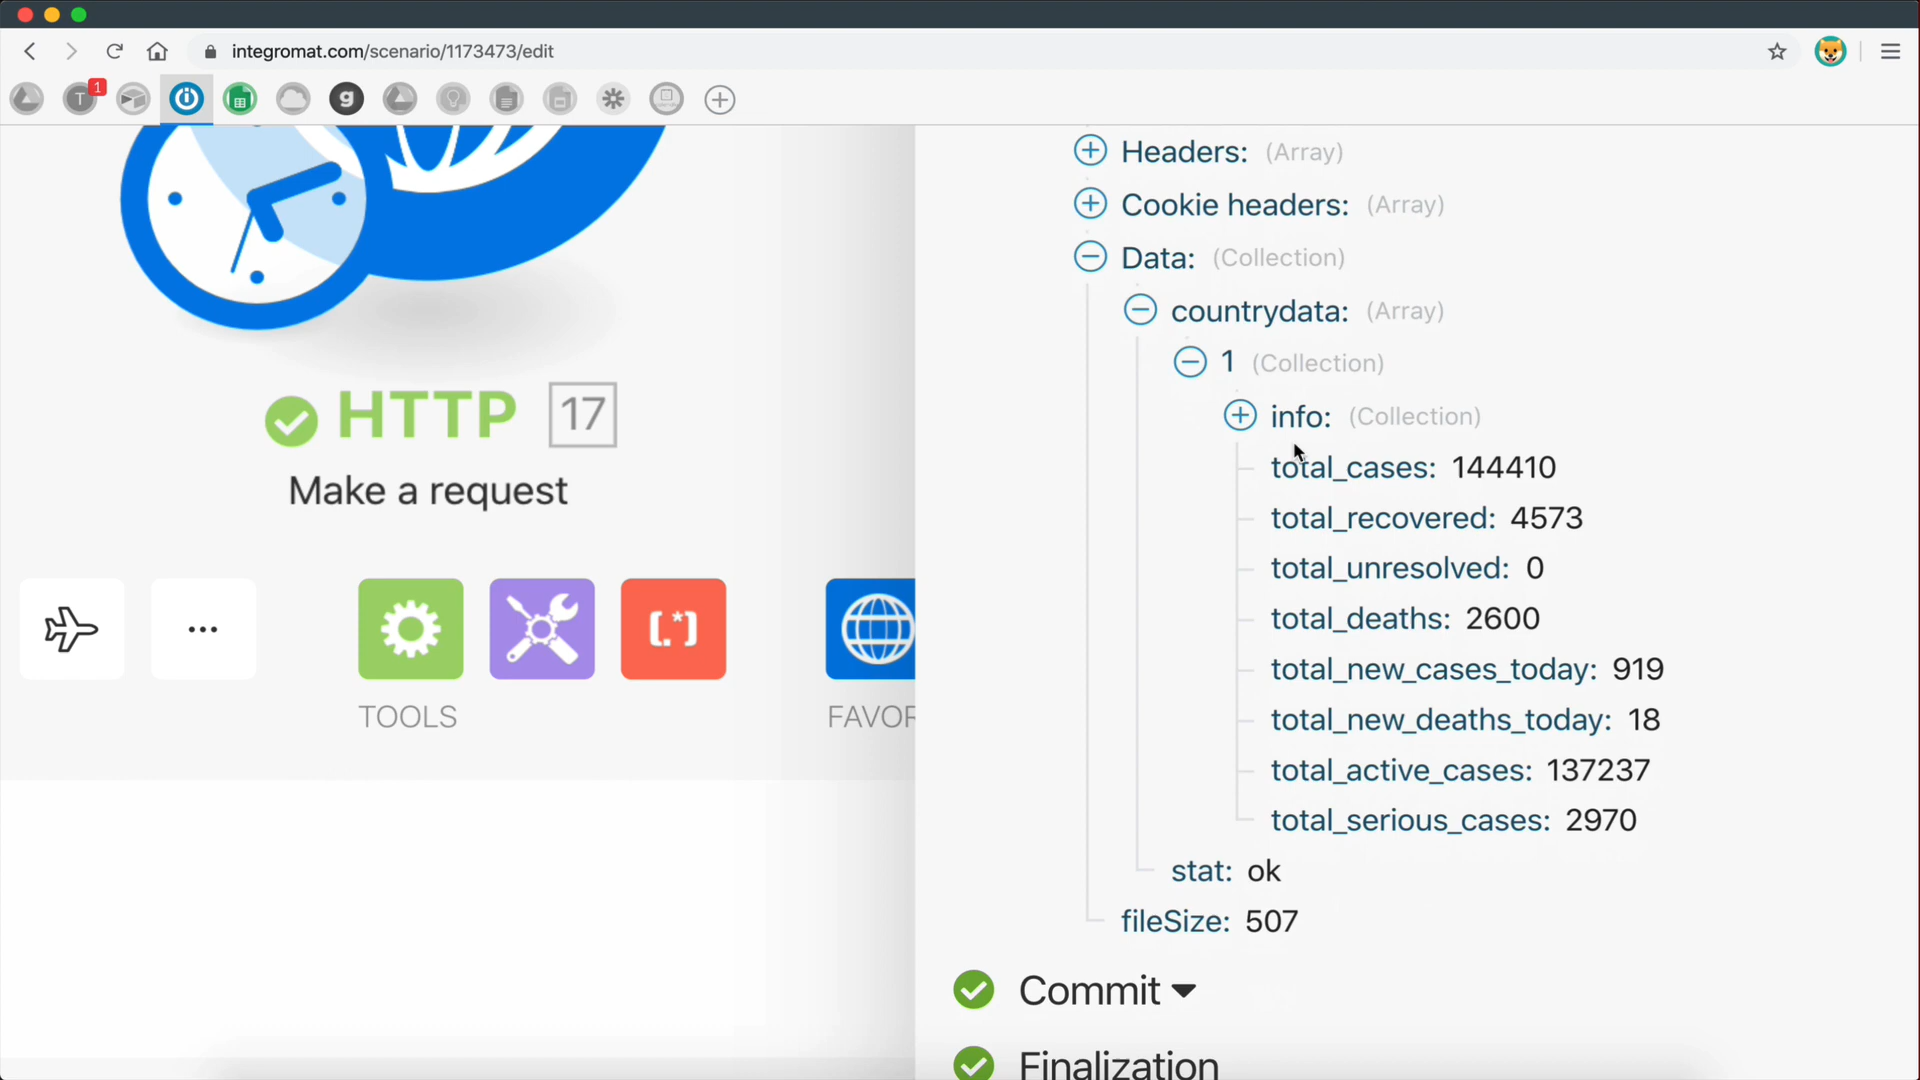 integromat.com/scenario/1173473/edit
T
1
g
Headers: (Array)
Cookie headers: (Array)
Data: (Collection)
countrydata: (Array)
1 (Collection)
info: (Collection)
total_cases: 144410
total_recovered: 4573
total_unresolved: 0
total_deaths: 2600
total_new_cases_today: 919
total_new_deaths_today: 18
total_active_cases: 137237
total_serious_cases: 2970
stat: ok
fileSize: 507
Commit
Finalization
HTTP 17
Make a request
...
[.*]
TOOLS
FAVOR